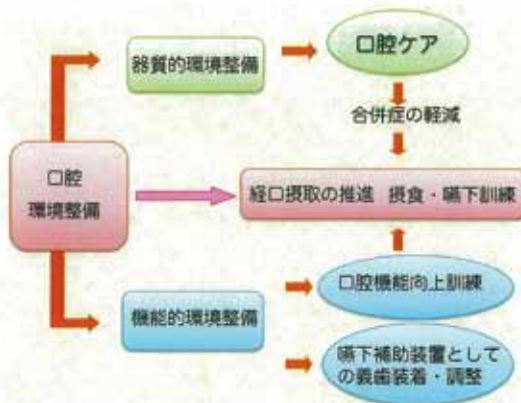 器質的環境整備
口腔ケア
合併症の軽減
口腔
環境整備
経口摂取の推進 摂食・嚥下訓練
機能的環境整備
口腔機能向上訓練
嚥下補助装置として
の義歯装着・調整